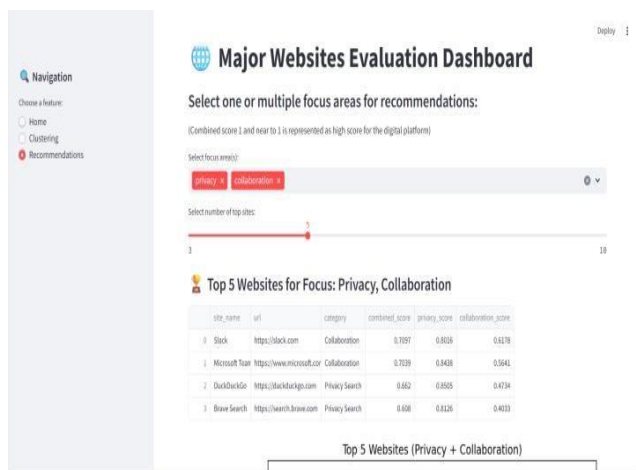 Deploy
Major Websites Evaluation Dashboard
Navigation
Choose a feature:
Home
Clustering
Recommendations
Select one or multiple focus areas for recommendations:
(Combined score 1 and near to 1 is represented as high score for the digital platform)
Select focus area(s):
privacy × collaboration ×
Select number of top sites:
5
3 10
Top 5 Websites for Focus: Privacy, Collaboration
site_name url category combined_score privacy_score collaboration_score
0 Slack https://slack.com Collaboration 0.7097 0.8016 0.6178
1 Microsoft Tean https://www.microsoft.cor Collaboration 0.7039 0.8438 0.5641
2 DuckDuckGo https://duckduckgo.com Privacy Search 0.662 0.8505 0.4734
3 Brave Search https://search.brave.com Privacy Search 0.608 0.8126 0.4033
Top 5 Websites (Privacy + Collaboration)